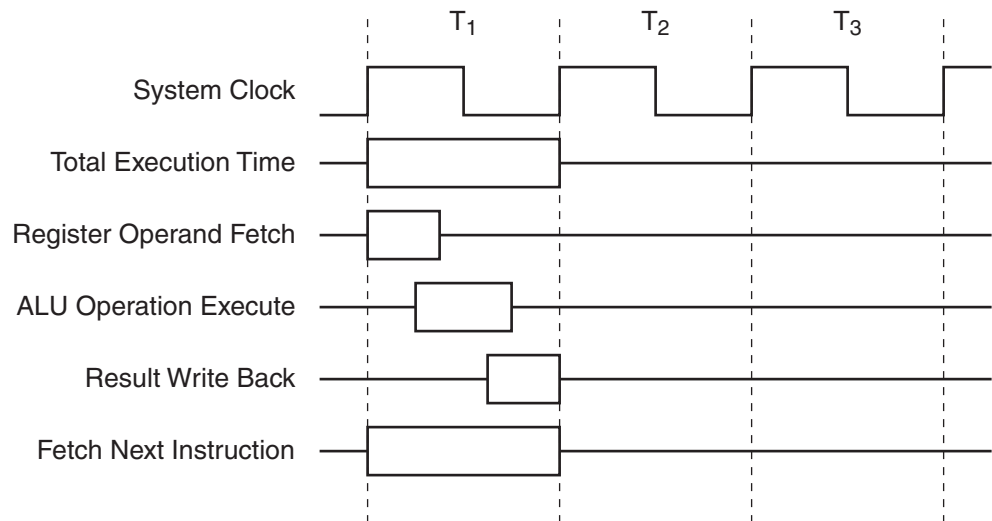 T₁ T₂ T₃
System Clock
Total Execution Time
Register Operand Fetch
ALU Operation Execute
Result Write Back
Fetch Next Instruction